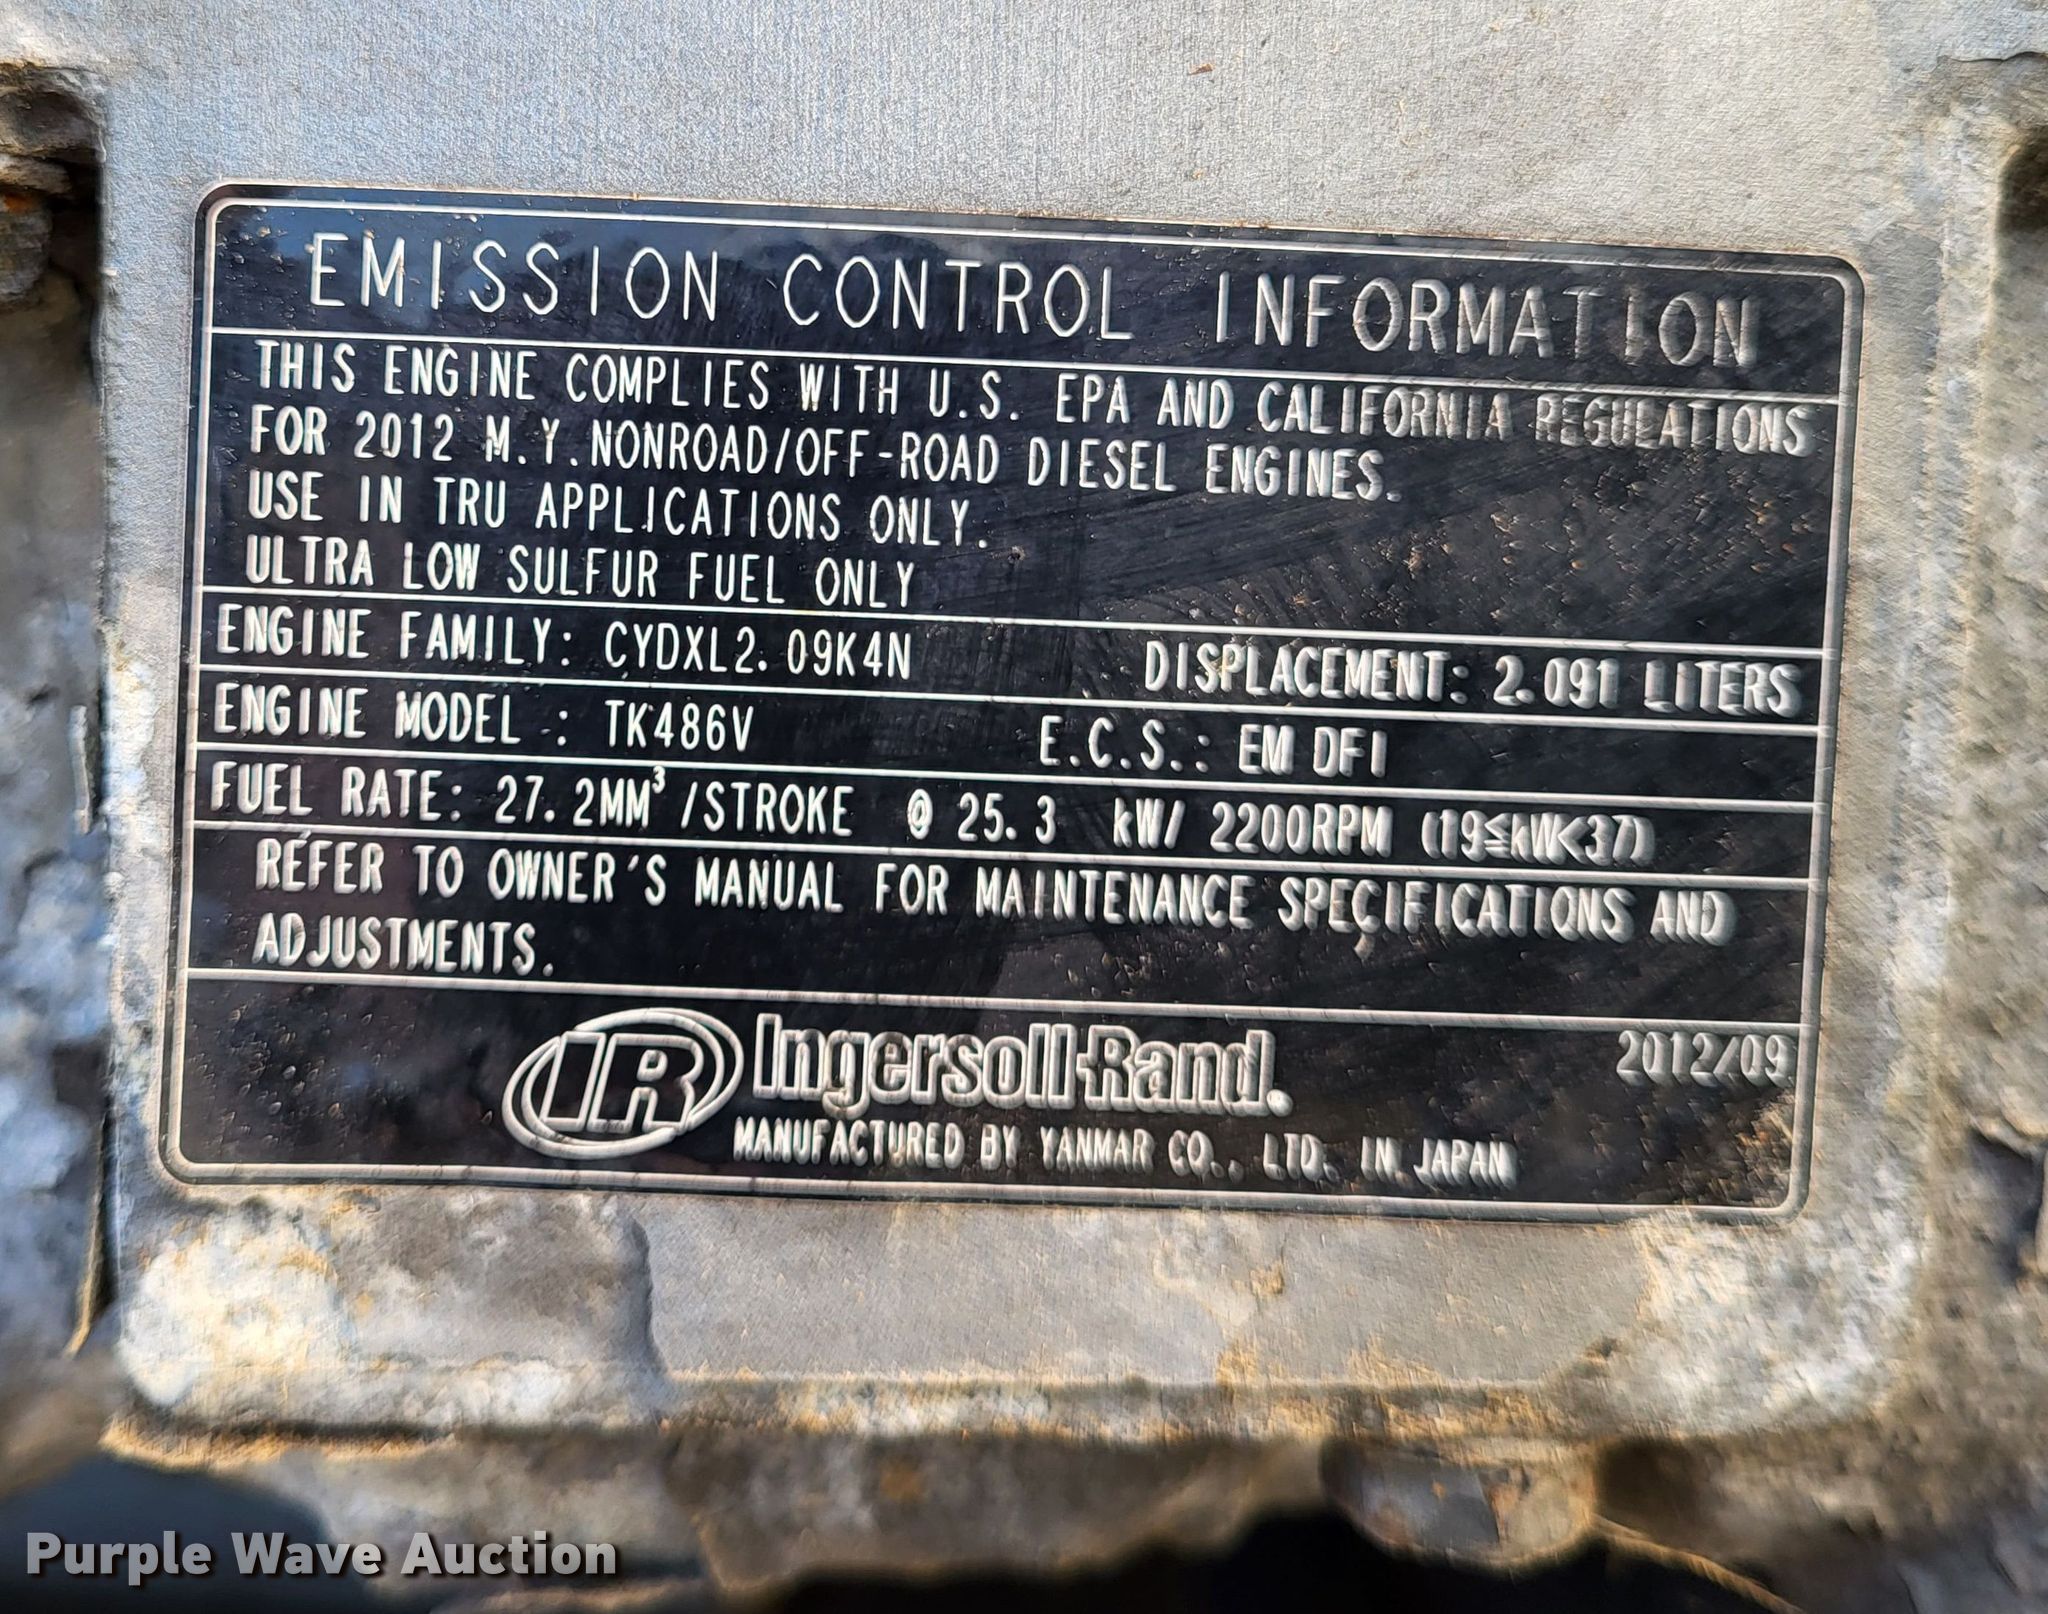 EMISSION CONTROL INFORMATION
THIS ENGINE COMPLIES WITH U.S. EPA AND CALIFORNIA REGULATIONS
FOR 2012 M.Y.NONROAD/OFF-ROAD DIESEL ENGINES.
USE IN TRU APPLICATIONS ONLY.
ULTRA LOW SULFUR FUEL ONLY
ENGINE FAMILY: CYDXL2.09K4N DISPLACEMENT: 2.091 LITERS
ENGINE MODEL : TK486V E.C.S.: EM DFI
FUEL RATE: 27.2MM³/STROKE @ 25.3 kW/ 2200RPM (19≦kW<37)
REFER TO OWNER'S MANUAL FOR MAINTENANCE SPECIFICATIONS AND
ADJUSTMENTS.
IR Ingersoll-Rand. 2012/09
MANUFACTURED BY YANMAR CO., LTD. IN JAPAN
Purple Wave Auction